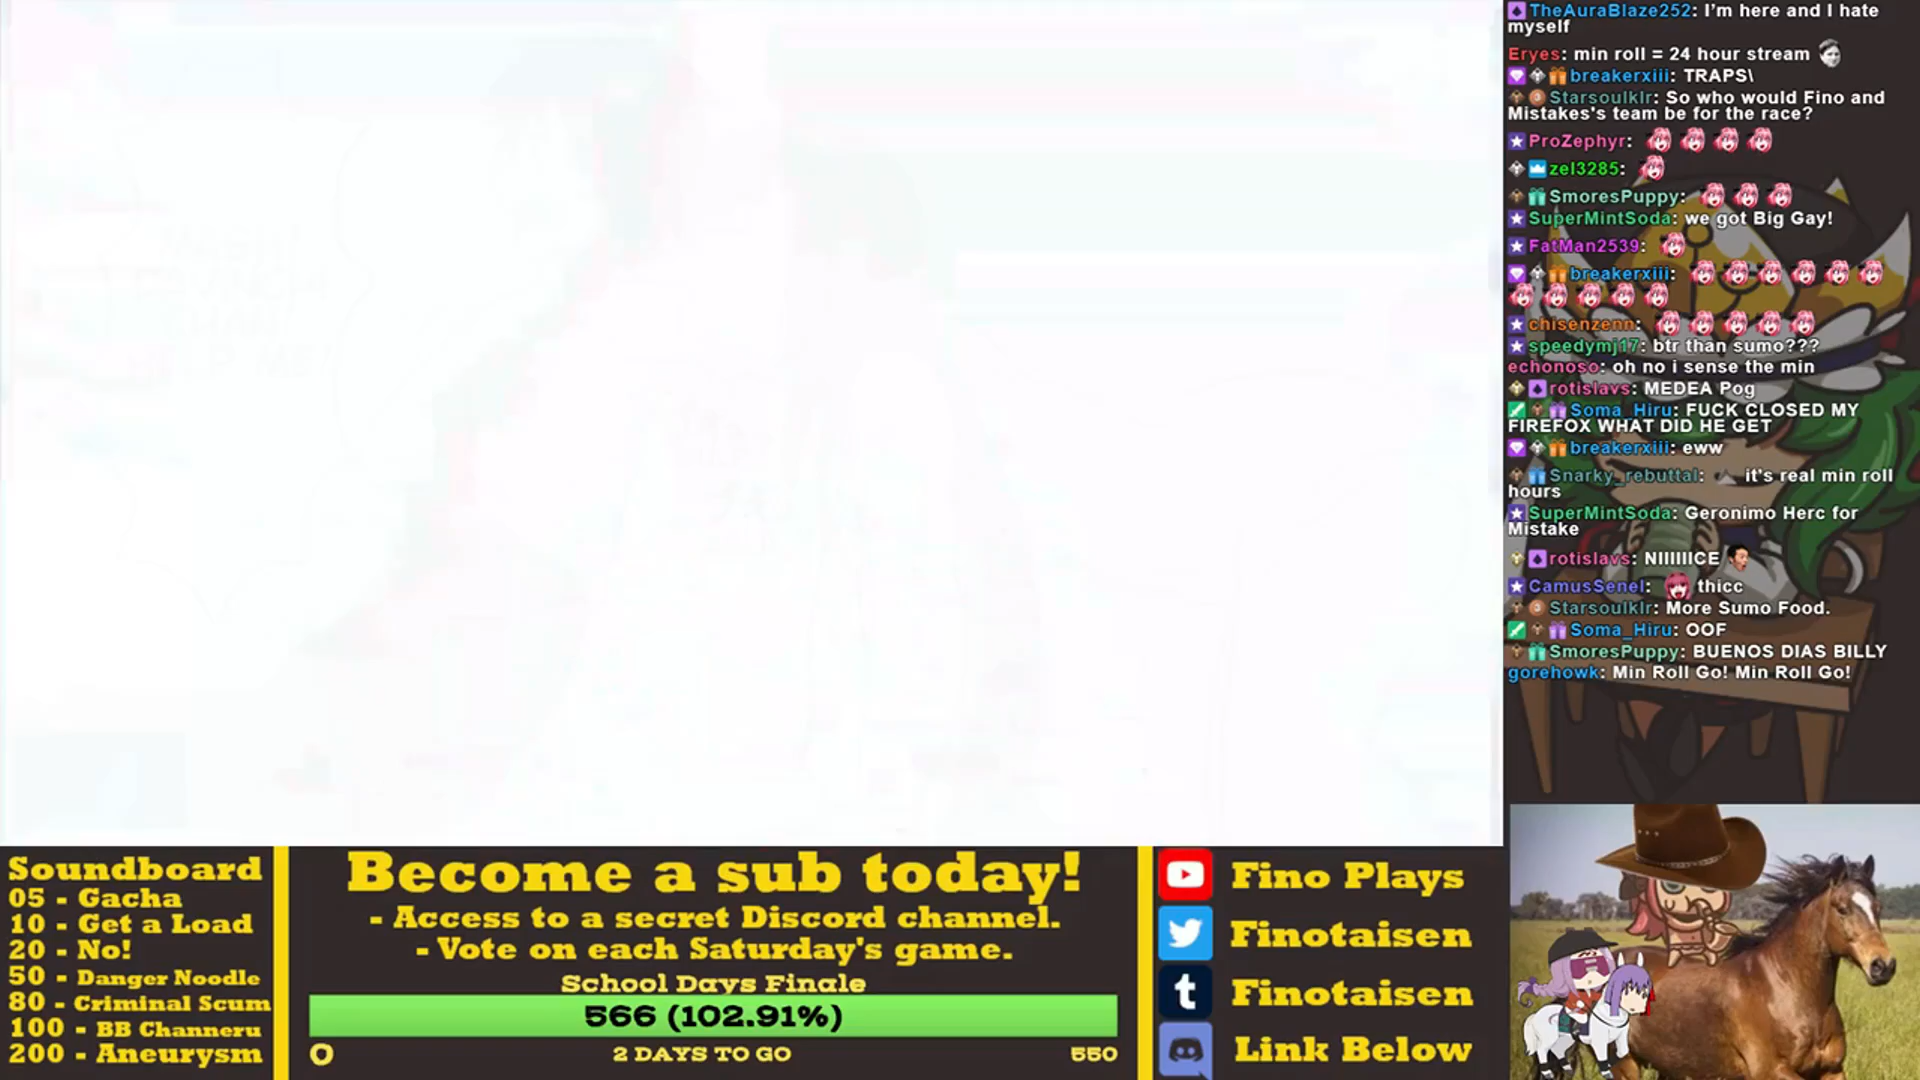 TheAuraBlaze252: I'm here and I hate
myself
Eryes: min roll = 24 hour stream
breakerxiii: TRAPS\
Starsoulklr: So who would Fino and
Mistakes's team be for the race?
ProZephyr:
zel3285:
SmoresPuppy:
SuperMintSoda: we got Big Gay!
FatMan2539:
breakerxiii:
chisenzenn:
speedymj17: btr than sumo???
echonoso: oh no i sense the min
rotislavs: MEDEA Pog
Soma_Hiru: FUCK CLOSED MY
FIREFOX WHAT DID HE GET
breakerxiii: eww
Snarky_rebuttal: it's real min roll
hours
SuperMintSoda: Geronimo Herc for
Mistake
rotislavs: NIIIIIICE
CamusSenel: thicc
Starsoulklr: More Sumo Food.
Soma_Hiru: OOF
SmoresPuppy: BUENOS DIAS BILLY
gorehowk: Min Roll Go! Min Roll Go!
Soundboard
05 - Gacha
10 - Get a Load
20 - No!
50 - Danger Noodle
80 - Criminal Scum
100 - BB Channeru
200 - Aneurysm
Become a sub today!
- Access to a secret Discord channel.
- Vote on each Saturday's game.
School Days Finale
566 (102.91%)
0 2 DAYS TO GO 550
Fino Plays
Finotaisen
Finotaisen
Link Below